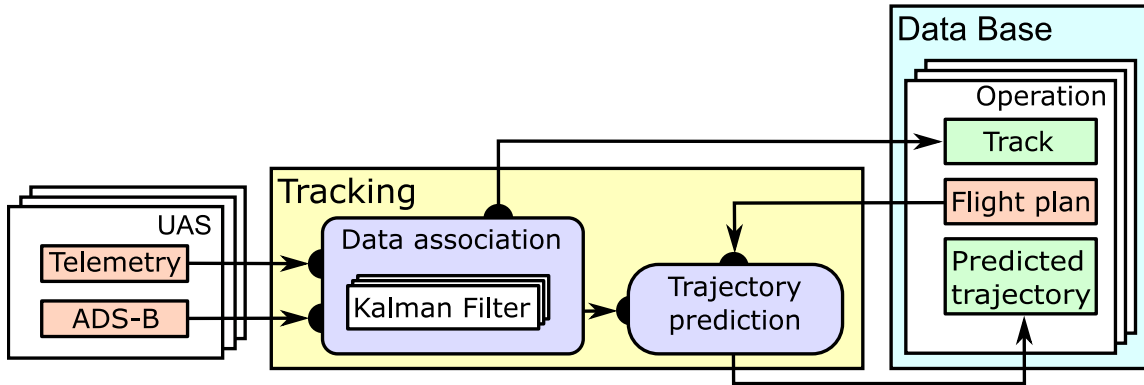 Data Base
Operation
Track
Flight plan
Predicted
trajectory
Tracking
Data association
Kalman Filter
Trajectory
prediction
UAS
Telemetry
ADS-B